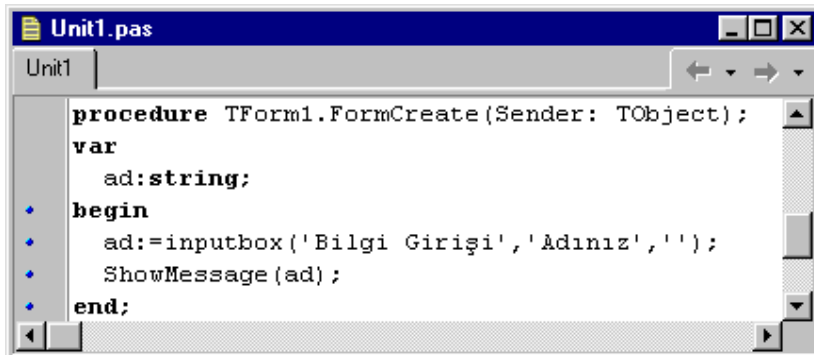 Unit1.pas
Unit1
procedure TForm1.FormCreate(Sender: TObject);
var
ad:string;
begin
ad:=inputbox('Bilgi Girişi','Adınız','');
ShowMessage(ad);
end;